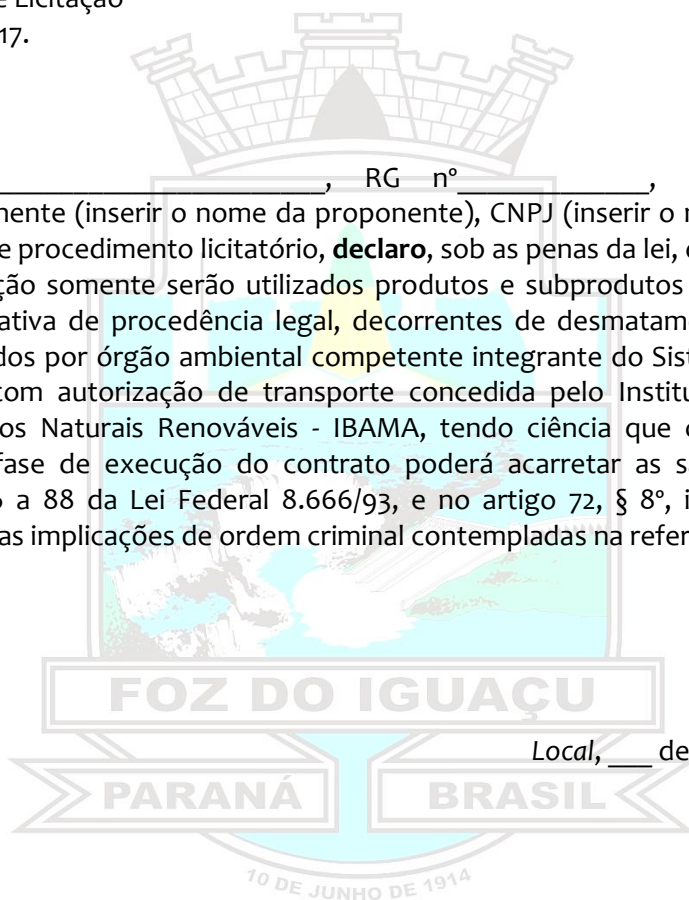 e Licitação
17.
____________________, RG nº____________,
nente (inserir o nome da proponente), CNPJ (inserir o n
e procedimento licitatório, declaro, sob as penas da lei,
ção somente serão utilizados produtos e subprodutos
ativa de procedência legal, decorrentes de desmatam
dos por órgão ambiental competente integrante do Sist
com autorização de transporte concedida pelo Institu
os Naturais Renováveis - IBAMA, tendo ciência que
fase de execução do contrato poderá acarretar as s
a 88 da Lei Federal 8.666/93, e no artigo 72, § 8º, i
as implicações de ordem criminal contempladas na refer
FOZ DO IGUAÇU
Local, ___ de
PARANÁ BRASIL
10 DE JUNHO DE 1914